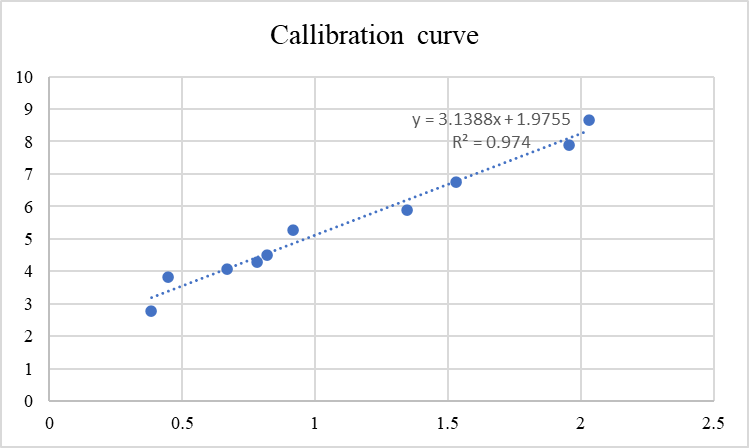 Callibration curve
10
9
8
7
6
5
4
3
2
1
0
y = 3.1388x + 1.9755
R² = 0.974
0 0.5 1 1.5 2 2.5